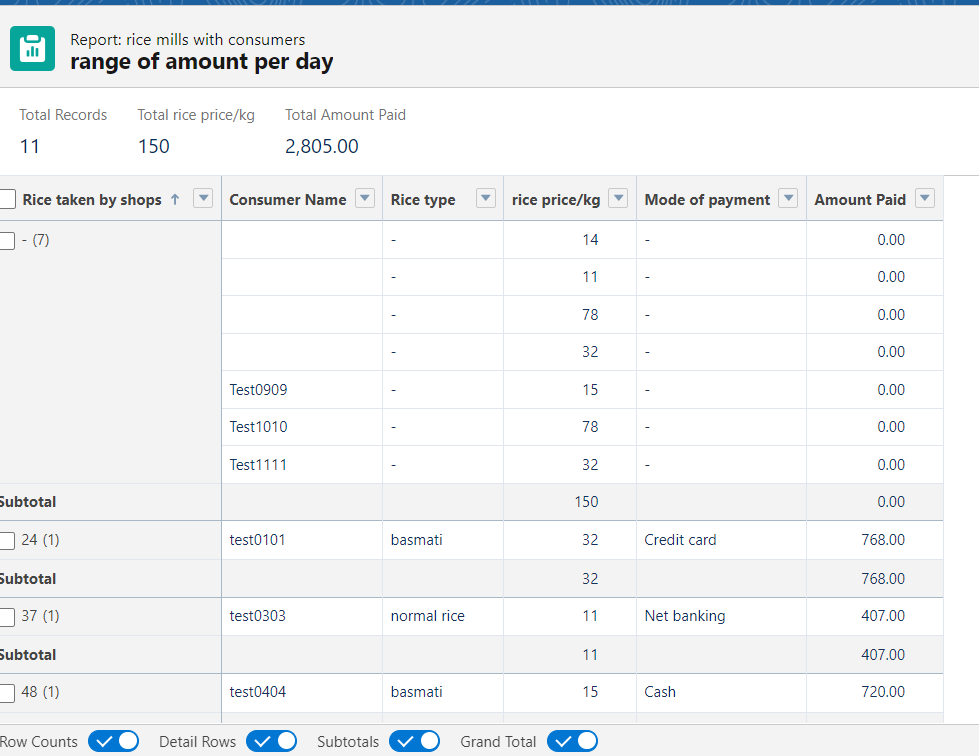 Report: rice mills with consumers
range of amount per day
Total Records Total rice price/kg Total Amount Paid
11 150 2,805.00
Rice taken by shops ↑ Consumer Name Rice type rice price/kg Mode of payment Amount Paid
- (7) - 14 - 0.00
- 11 - 0.00
- 78 - 0.00
- 32 - 0.00
Test0909 - 15 - 0.00
Test1010 - 78 - 0.00
Test1111 - 32 - 0.00
Subtotal 150 0.00
24 (1) test0101 basmati 32 Credit card 768.00
Subtotal 32 768.00
37 (1) test0303 normal rice 11 Net banking 407.00
Subtotal 11 407.00
48 (1) test0404 basmati 15 Cash 720.00
Row Counts Detail Rows Subtotals Grand Total